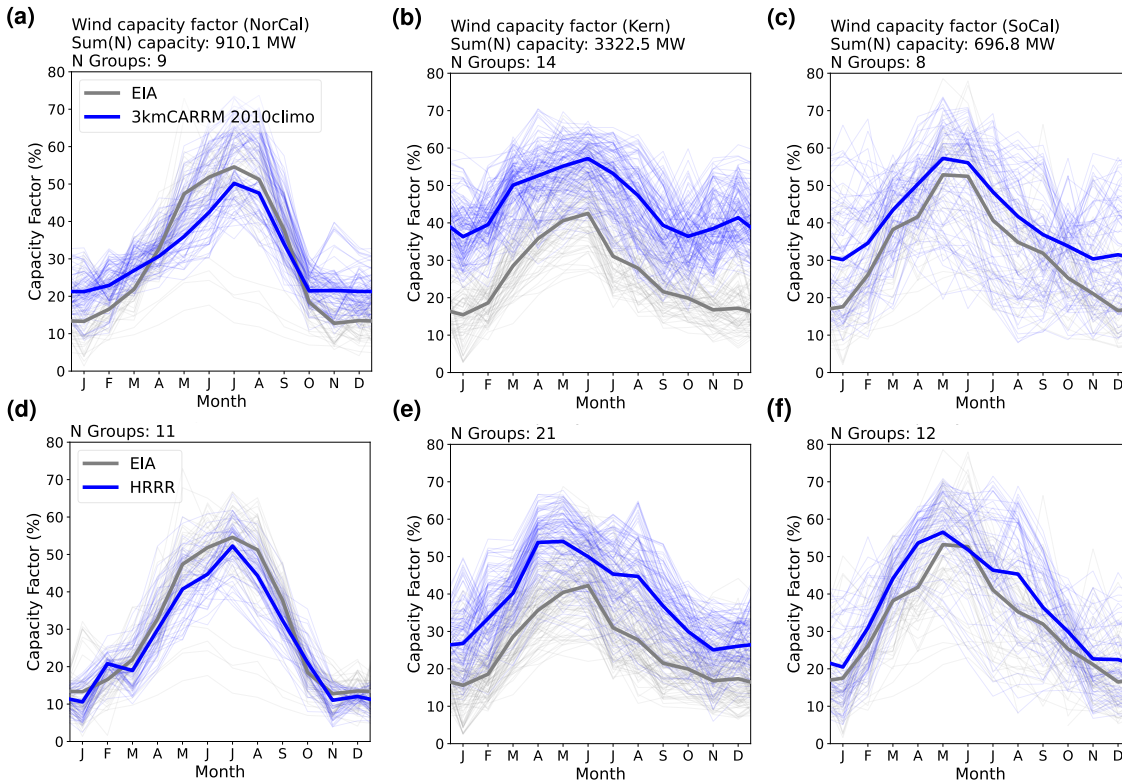 (a)
Wind capacity factor (NorCal)
Sum(N) capacity: 910.1 MW
N Groups: 9
EIA
3kmCARRM 2010climo
Capacity Factor (%)
0
10
20
30
40
50
60
70
80
J F M A M J J A S O N D
Month
(b)
Wind capacity factor (Kern)
Sum(N) capacity: 3322.5 MW
N Groups: 14
Capacity Factor (%)
0
10
20
30
40
50
60
70
80
J F M A M J J A S O N D
Month
(c)
Wind capacity factor (SoCal)
Sum(N) capacity: 696.8 MW
N Groups: 8
Capacity Factor (%)
0
10
20
30
40
50
60
70
80
J F M A M J J A S O N D
Month
(d)
N Groups: 11
EIA
HRRR
Capacity Factor (%)
0
10
20
30
40
50
60
70
80
J F M A M J J A S O N D
Month
(e)
N Groups: 21
Capacity Factor (%)
0
10
20
30
40
50
60
70
80
J F M A M J J A S O N D
Month
(f)
N Groups: 12
Capacity Factor (%)
0
10
20
30
40
50
60
70
80
J F M A M J J A S O N D
Month